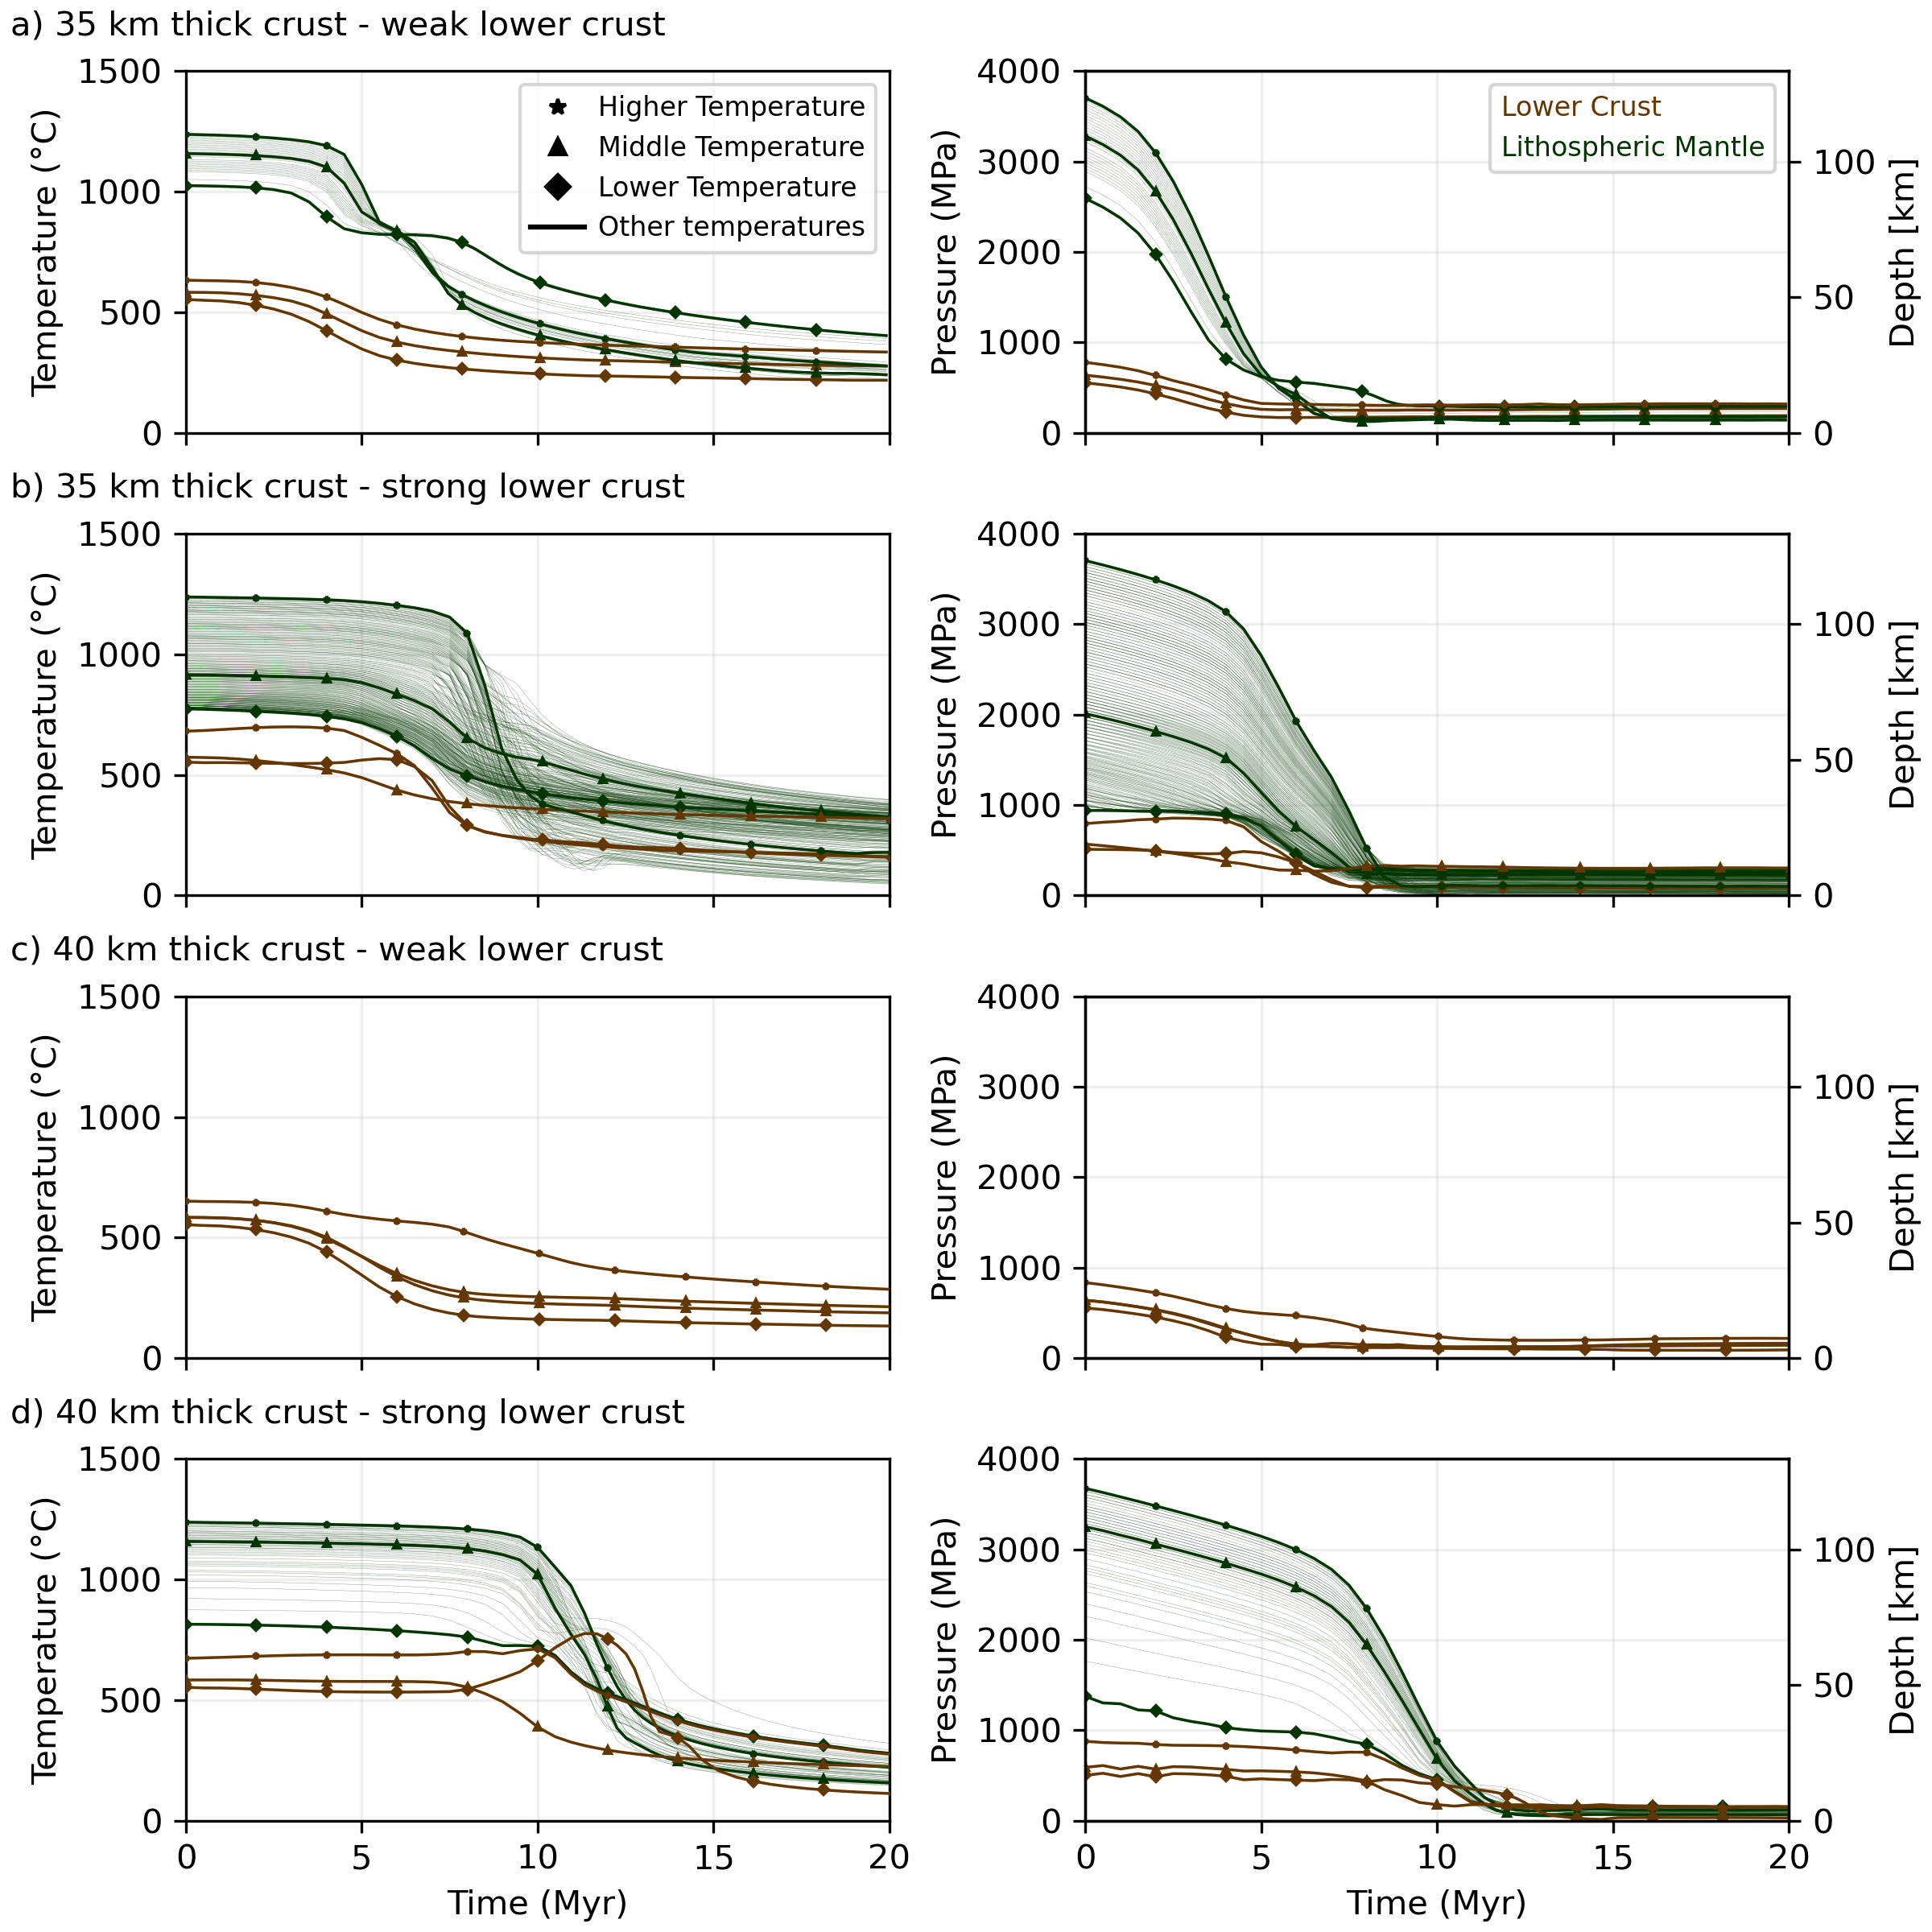 a) 35 km thick crust - weak lower crust
1500
1000
500
0
Temperature (°C)
Higher Temperature
Middle Temperature
Lower Temperature
Other temperatures
4000
3000
2000
1000
0
Pressure (MPa)
Lower Crust
Lithospheric Mantle
100
50
0
Depth [km]
b) 35 km thick crust - strong lower crust
1500
1000
500
0
Temperature (°C)
4000
3000
2000
1000
0
Pressure (MPa)
100
50
0
Depth [km]
c) 40 km thick crust - weak lower crust
1500
1000
500
0
Temperature (°C)
4000
3000
2000
1000
0
Pressure (MPa)
100
50
0
Depth [km]
d) 40 km thick crust - strong lower crust
1500
1000
500
0
Temperature (°C)
0 5 10 15 20
Time (Myr)
4000
3000
2000
1000
0
Pressure (MPa)
100
50
0
Depth [km]
0 5 10 15 20
Time (Myr)